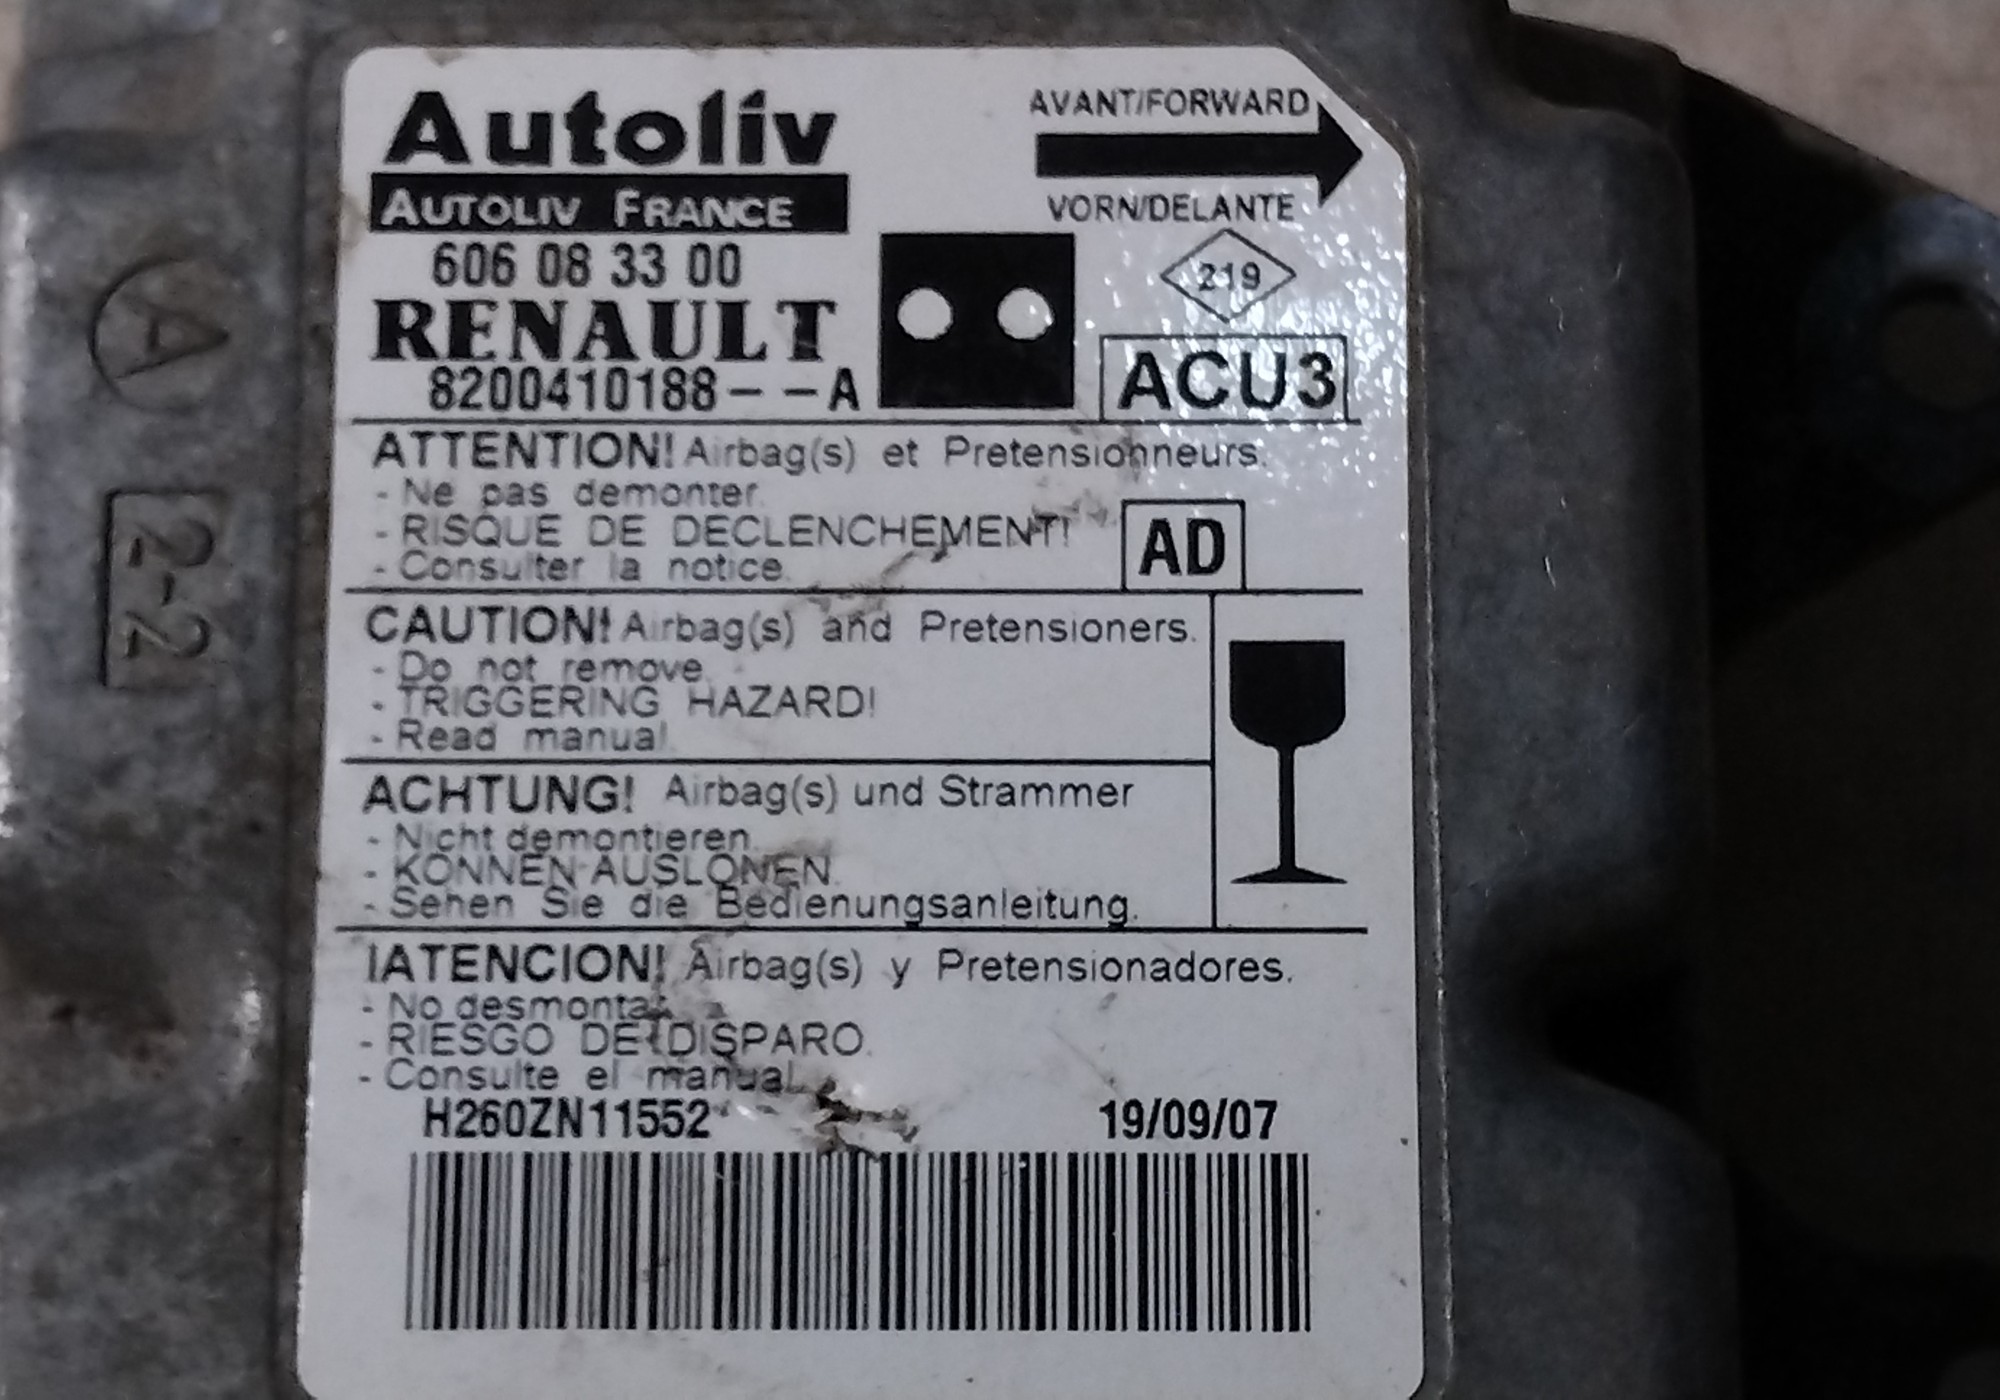 Autoliv
AUTOLIV FRANCE
606 08 33 00
RENAULT
8200410188--A
AVANT/FORWARD
VORN/DELANTE
219
ACU3
ATTENTION! Airbag(s) et Pretensionneurs.
- Ne pas demonter.
- RISQUE DE DECLENCHEMENT!
- Consulter la notice.
AD
CAUTION! Airbag(s) and Pretensioners.
- Do not remove.
- TRIGGERING HAZARD!
- Read manual.
ACHTUNG! Airbag(s) und Strammer
- Nicht demontieren.
- KONNEN AUSLONEN.
- Sehen Sie die Bedienungsanleitung.
IATENCION! Airbag(s) y Pretensionadores.
- No desmontar.
- RIESGO DE DISPARO.
- Consulte el manual.
H260ZN11552
19/09/07
A
2-2